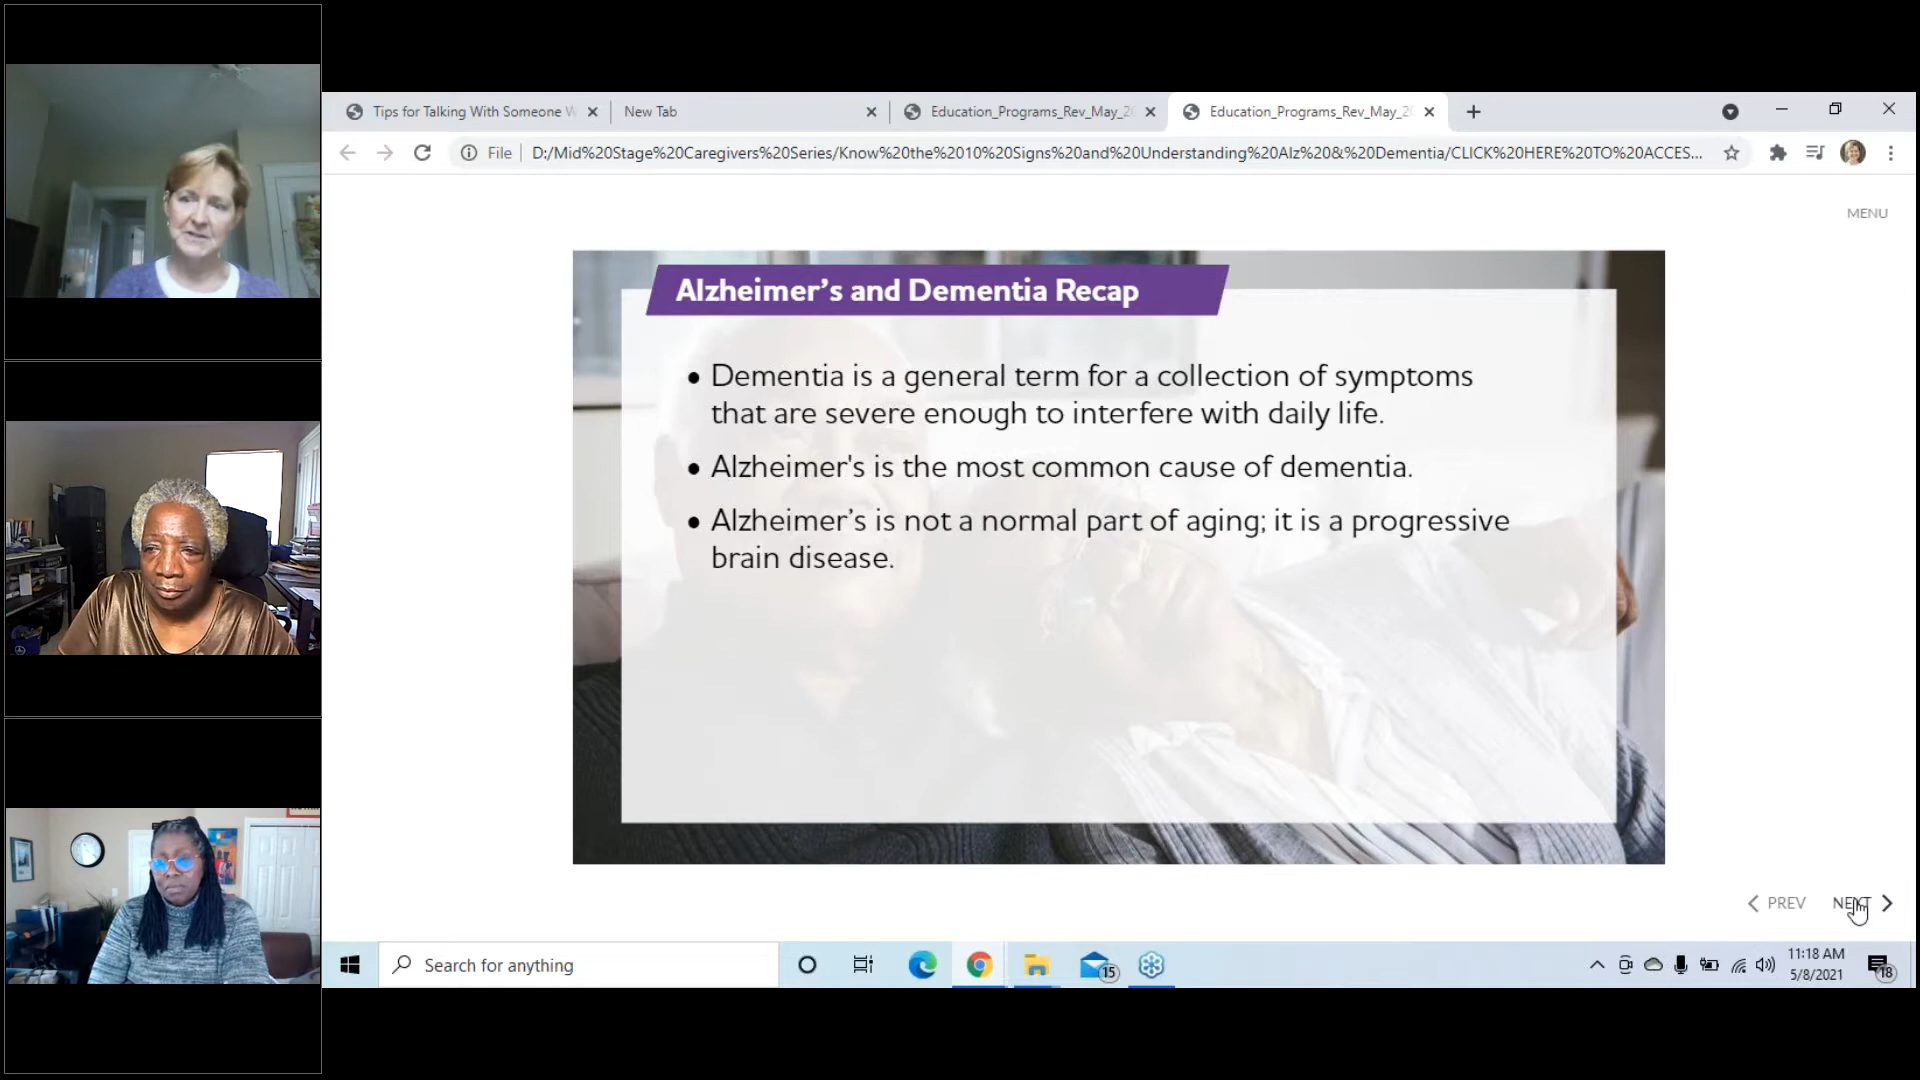 Tips for Talking With Someone W
New Tab
Education_Programs_Rev_May_2
Education_Programs_Rev_May_2
File
D:/Mid%20Stage%20Caregivers%20Series/Know%20the%2010%20Signs%20and%20Understanding%20Alz%20&%20Dementia/CLICK%20HERE%20TO%20ACCES...
MENU
Alzheimer’s and Dementia Recap
• Dementia is a general term for a collection of symptoms
that are severe enough to interfere with daily life.
• Alzheimer's is the most common cause of dementia.
• Alzheimer’s is not a normal part of aging; it is a progressive
brain disease.
PREV
NEXT
Search for anything
15
11:18 AM
5/8/2021
18